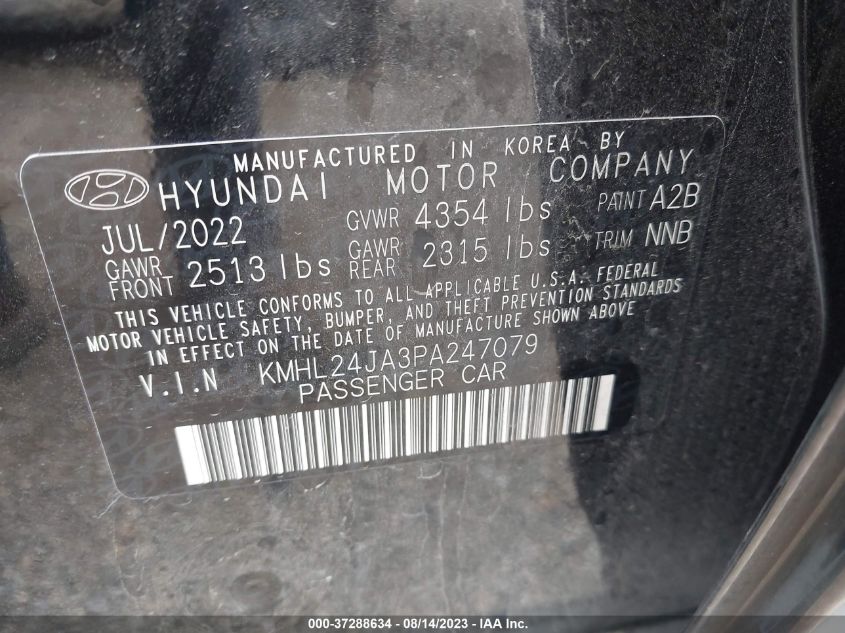 MANUFACTURED IN KOREA BY
HYUNDAI MOTOR COMPANY
JUL/2022 GVWR 4354 lbs PAINT A2B
GAWR FRONT 2513 lbs GAWR REAR 2315 lbs TRIM NNB
THIS VEHICLE CONFORMS TO ALL APPLICABLE U.S.A. FEDERAL
MOTOR VEHICLE SAFETY, BUMPER, AND THEFT PREVENTION STANDARDS
IN EFFECT ON THE DATE OF MANUFACTURE SHOWN ABOVE
V.I.N KMHL24JA3PA247079
PASSENGER CAR
000-37288634 - 08/14/2023 - IAA Inc.